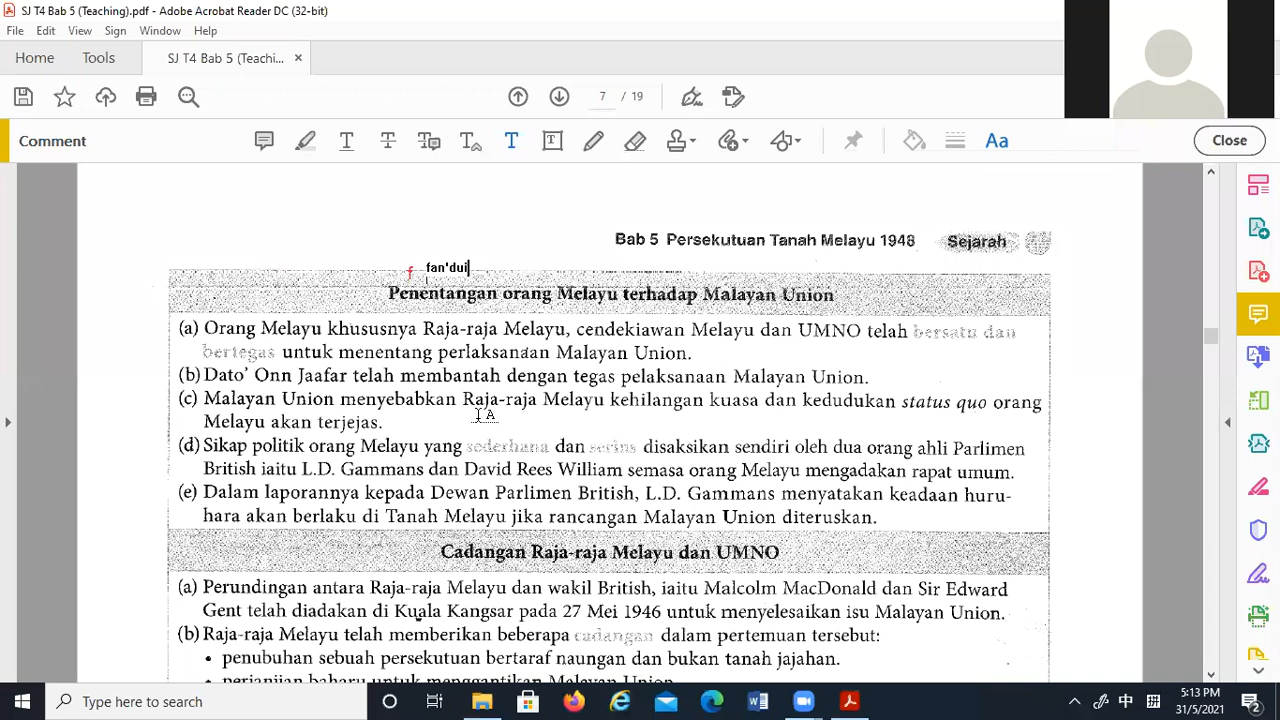 SJ T4 Bab 5 (Teaching).pdf - Adobe Acrobat Reader DC (32-bit)
File Edit View Sign Window Help
Home Tools SJ T4 Bab 5 (Teachi... ×
7 / 19
Comment Close
Bab 5 Persekutuan Tanah Melayu 1948 Sejarah
f fan'dui
Penentangan orang Melayu terhadap Malayan Union
(a) Orang Melayu khususnya Raja-raja Melayu, cendekiawan Melayu dan UMNO telah bersatu dan
bertegas untuk menentang perlaksanaan Malayan Union.
(b) Dato' Onn Jaafar telah membantah dengan tegas pelaksanaan Malayan Union.
(c) Malayan Union menyebabkan Raja-raja Melayu kehilangan kuasa dan kedudukan status quo orang
Melayu akan terjejas.
(d) Sikap politik orang Melayu yang sederhana dan serius disaksikan sendiri oleh dua orang ahli Parlimen
British iaitu L.D. Gammans dan David Rees William semasa orang Melayu mengadakan rapat umum.
(e) Dalam laporannya kepada Dewan Parlimen British, L.D. Gammans menyatakan keadaan huru-
hara akan berlaku di Tanah Melayu jika rancangan Malayan Union diteruskan.
Cadangan Raja-raja Melayu dan UMNO
(a) Perundingan antara Raja-raja Melayu dan wakil British, iaitu Malcolm MacDonald dan Sir Edward
Gent telah diadakan di Kuala Kangsar pada 27 Mei 1946 untuk menyelesaikan isu Malayan Union.
(b) Raja-raja Melayu telah memberikan beberapa cadangan dalam pertemuan tersebut:
• penubuhan sebuah persekutuan bertaraf naungan dan bukan tanah jajahan.
• perjanjian baharu untuk menggantikan Malayan Union.
Type here to search
中 拼 5:13 PM
31/5/2021 2